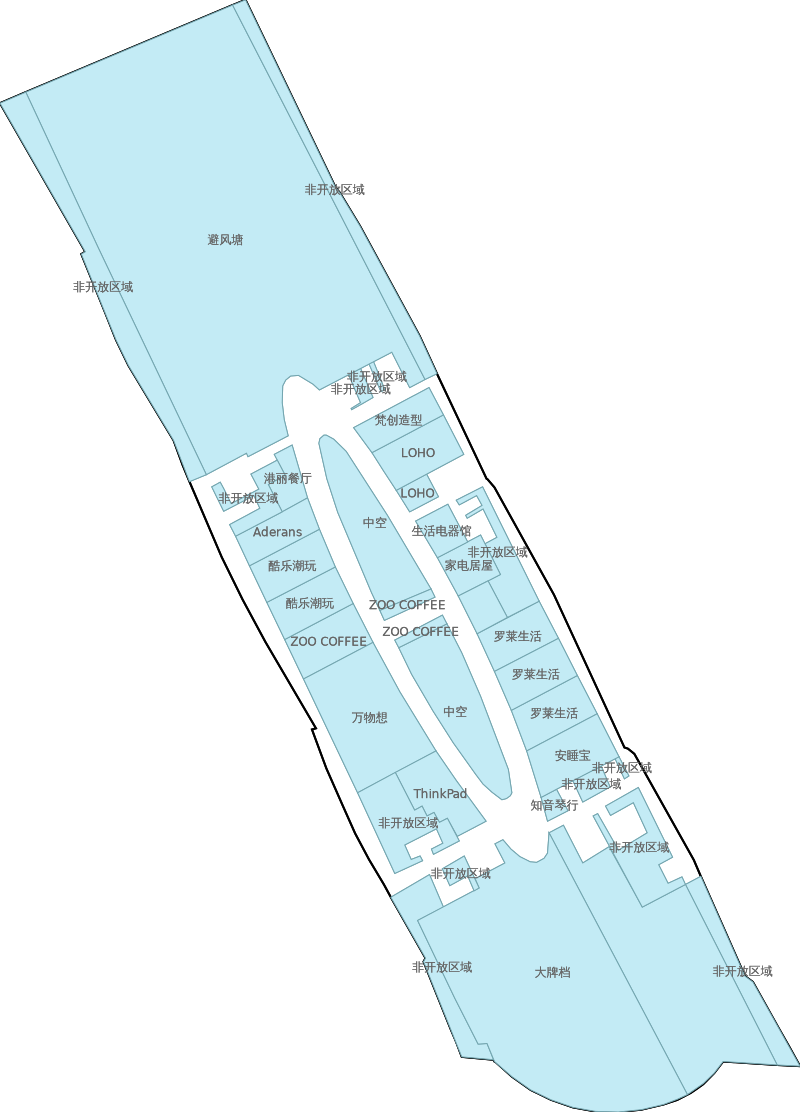 非开放区域
避风塘
非开放区域
非开放区域
非开放区域
梵创造型
LOHO
港丽餐厅
LOHO
非开放区域
中空
Aderans
生活电器馆
非开放区域
酷乐潮玩
家电居屋
酷乐潮玩
ZOO COFFEE
ZOO COFFEE
罗莱生活
ZOO COFFEE
罗莱生活
万物想
中空
罗莱生活
安睡宝
非开放区域
非开放区域
ThinkPad
知音琴行
非开放区域
非开放区域
非开放区域
非开放区域
大牌档
非开放区域